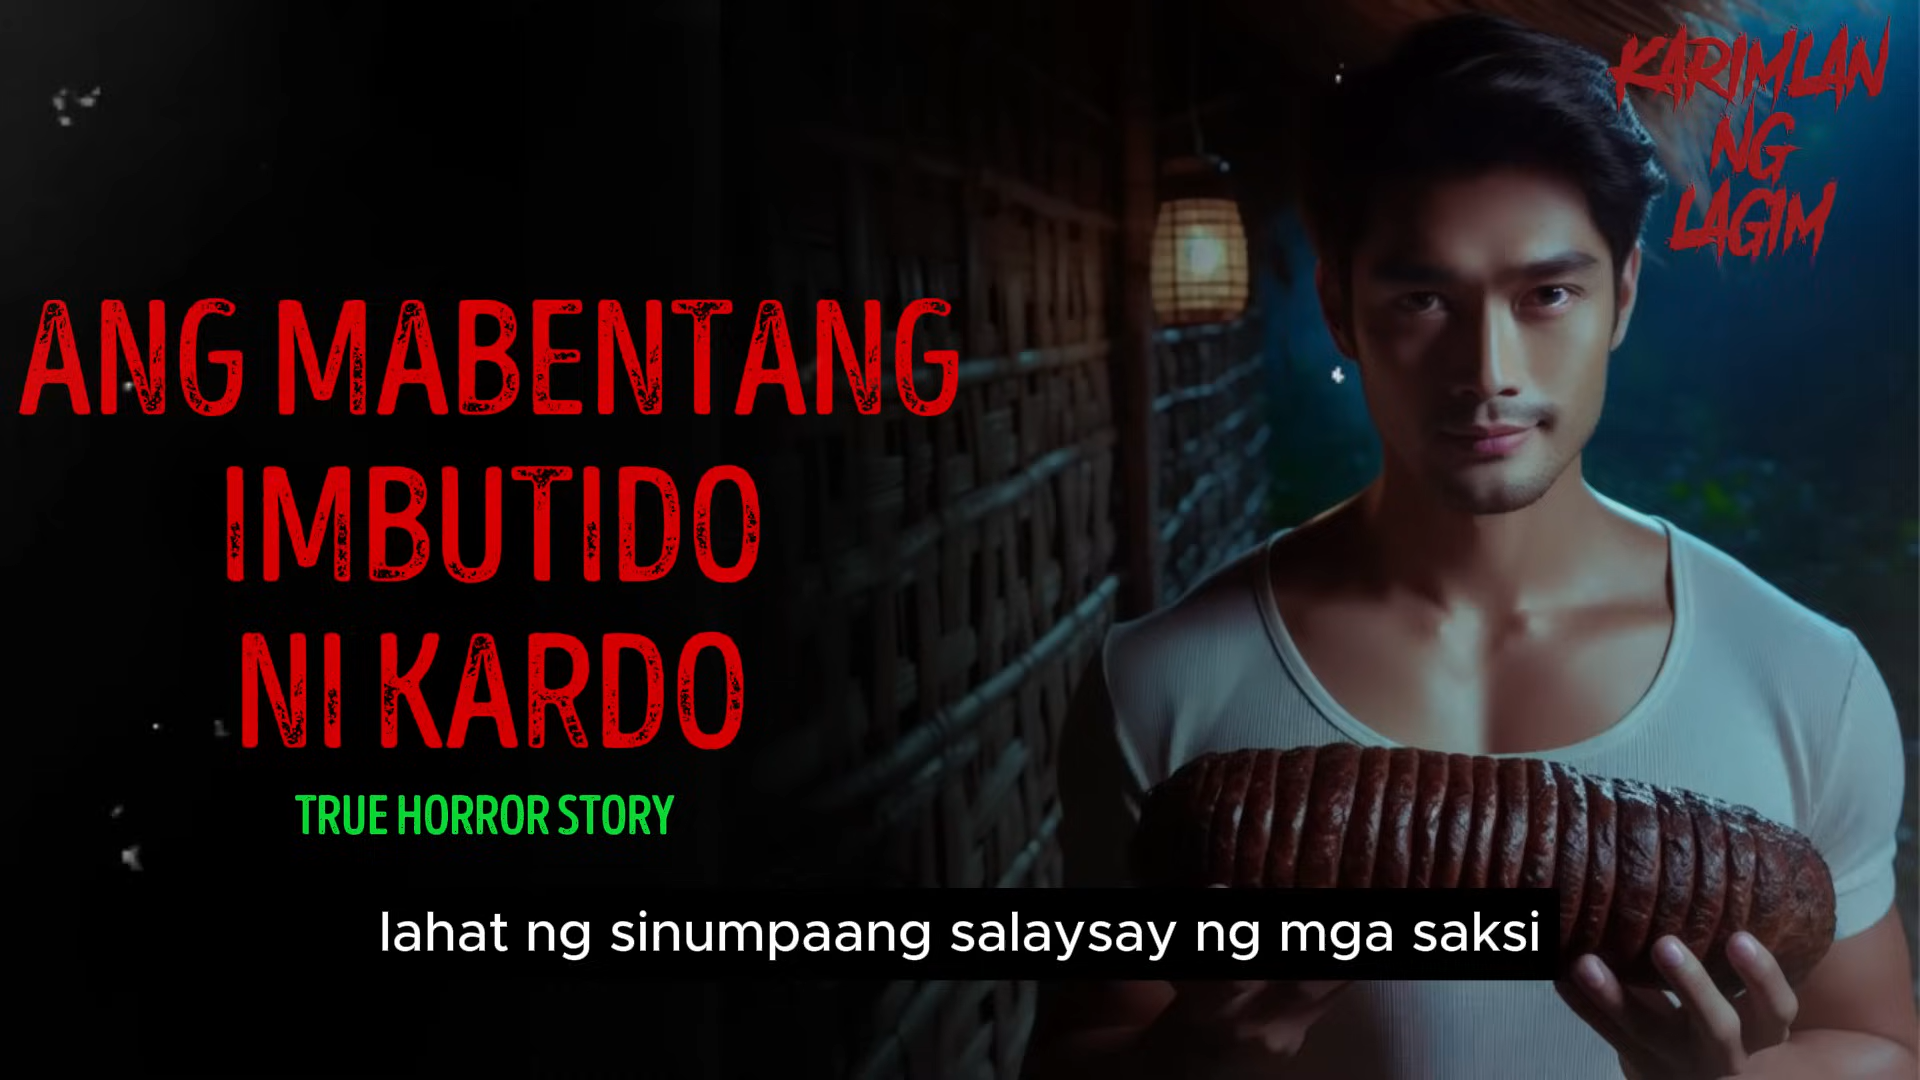 KARIMLAN
NG
LAGIM
ANG MABENTANG
IMBUTIDO
NI KARDO
TRUE HORROR STORY
lahat ng sinumpaang salaysay ng mga saksi